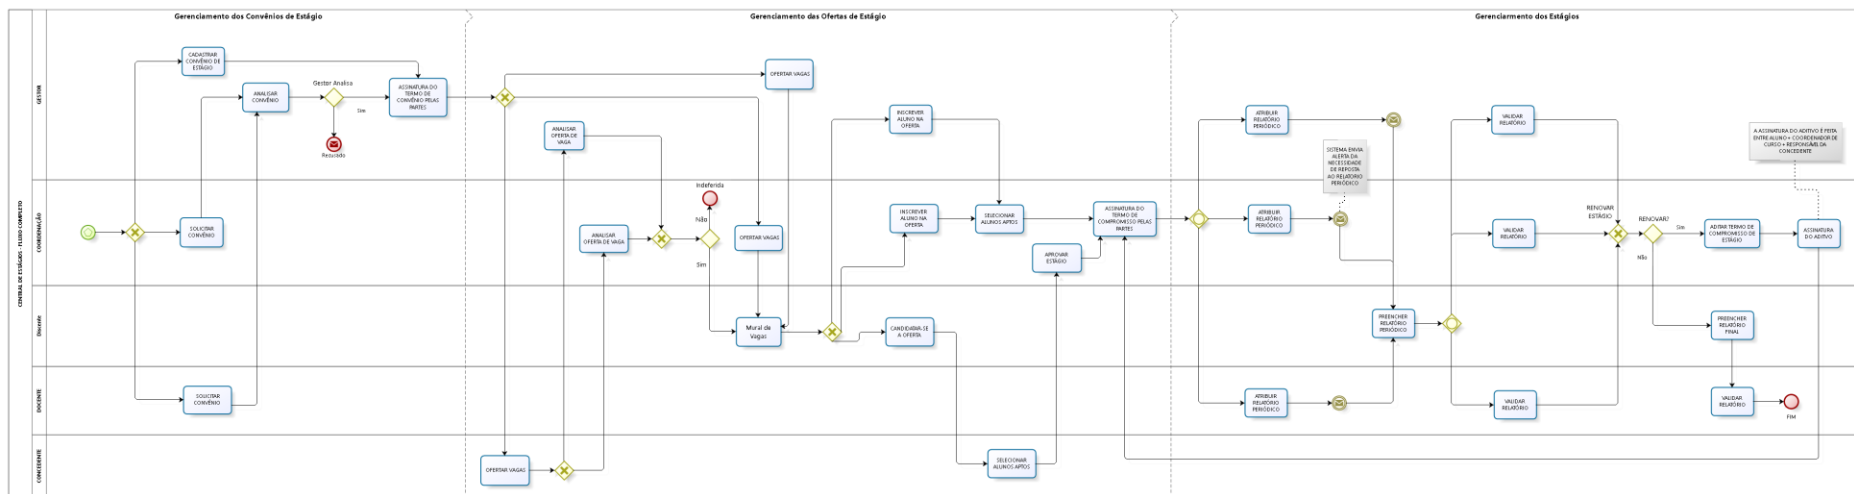 Gerenciamento dos Convênios de Estágio
Gerenciamento das Ofertas de Estágio
Gerenciarmento dos Estágios
CENTRAL DE ESTÁGIOS - FLUXO COMPLETO
GESTOR
CADASTRAR
CONVÊNIO DE
ESTÁGIO
ANALISAR
CONVÊNIO
Gestor Analisa
Sim
Recusado
ASSINATURA DO
TERMO DE
CONVÊNIO PELAS
PARTES
OFERTAR VAGAS
ANALISAR
OFERTA DE
VAGA
INSCREVER
ALUNO NA
OFERTA
ATRIBUIR
RELATÓRIO
PERIÓDICO
SISTEMA ENVIA
ALERTA DA
NECESSIDADE
DE REPOSTA
AO RELATORIO
PERIÓDICO
VALIDAR
RELATÓRIO
A ASSINATURA DO ADITIVO É FEITA
ENTRE ALUNO + COORDENADOR DE
CURSO + RESPONSÁVEL DA
CONCEDENTE
COORDENAÇÃO
SOLICITAR
CONVÊNIO
ANALISAR
OFERTA DE VAGA
Indeferida
Não
Sim
OFERTAR VAGAS
INSCREVER
ALUNO NA
OFERTA
SELECIONAR
ALUNOS APTOS
APROVAR
ESTÁGIO
ASSINATURA DO
TERMO DE
COMPROMISSO PELAS
PARTES
ATRIBUIR
RELATÓRIO
PERIÓDICO
VALIDAR
RELATÓRIO
RENOVAR
ESTÁGIO
RENOVAR?
Sim
Não
ADITAR TERMO DE
COMPROMISSO DE
ESTÁGIO
ASSINATURA
DO ADITVO
Discente
Mural de
Vagas
CANDIDATAR-SE
A OFERTA
PREENCHER
RELATÓRIO
PERIÓDICO
PREENCHER
RELATÓRIO
FINAL
DOCENTE
SOLICITAR
CONVÊNIO
ATRIBUIR
RELATÓRIO
PERIÓDICO
VALIDAR
RELATÓRIO
VALIDAR
RELATÓRIO
FIM
CONCEDENTE
OFERTAR VAGAS
SELECIONAR
ALUNOS APTOS